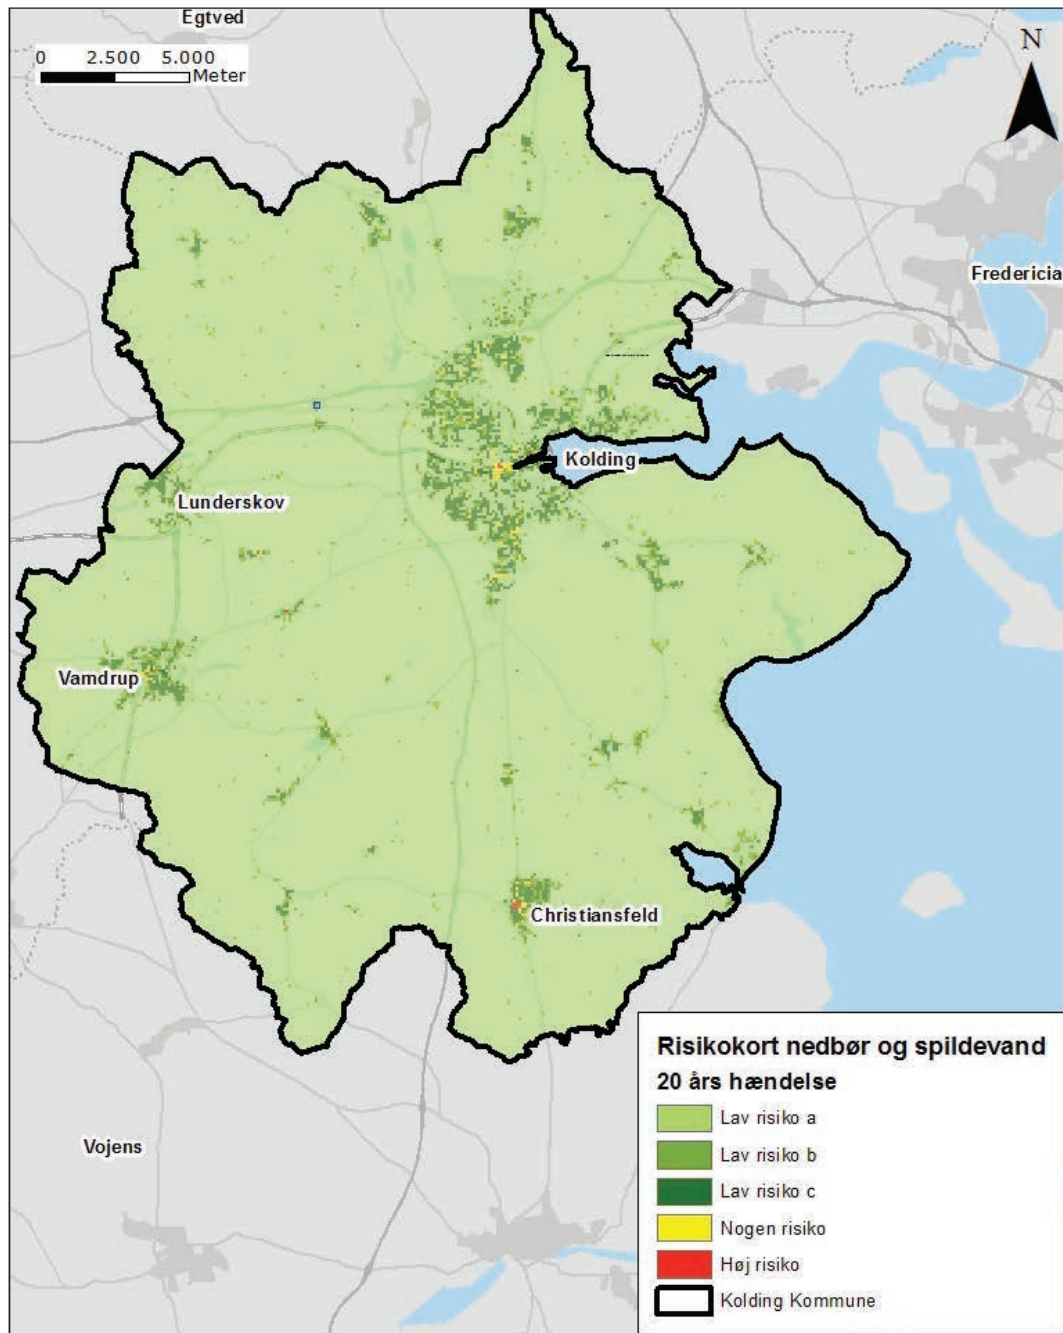 Egtved
0 2.500 5.000
Meter
N
Fredericia
Kolding
Lunderskov
Vamdrup
Christiansfeld
Vojens
Risikokort nedbør og spildevand
20 års hændelse
Lav risiko a
Lav risiko b
Lav risiko c
Nogen risiko
Høj risiko
Kolding Kommune